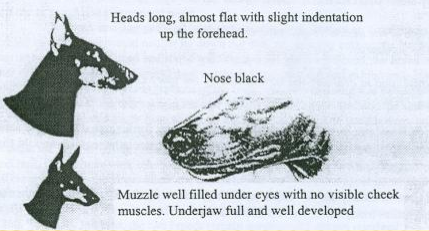 Heads long, almost flat with slight indentation
up the forehead.
Nose black
Muzzle well filled under eyes with no visible cheek
muscles. Underjaw full and well developed